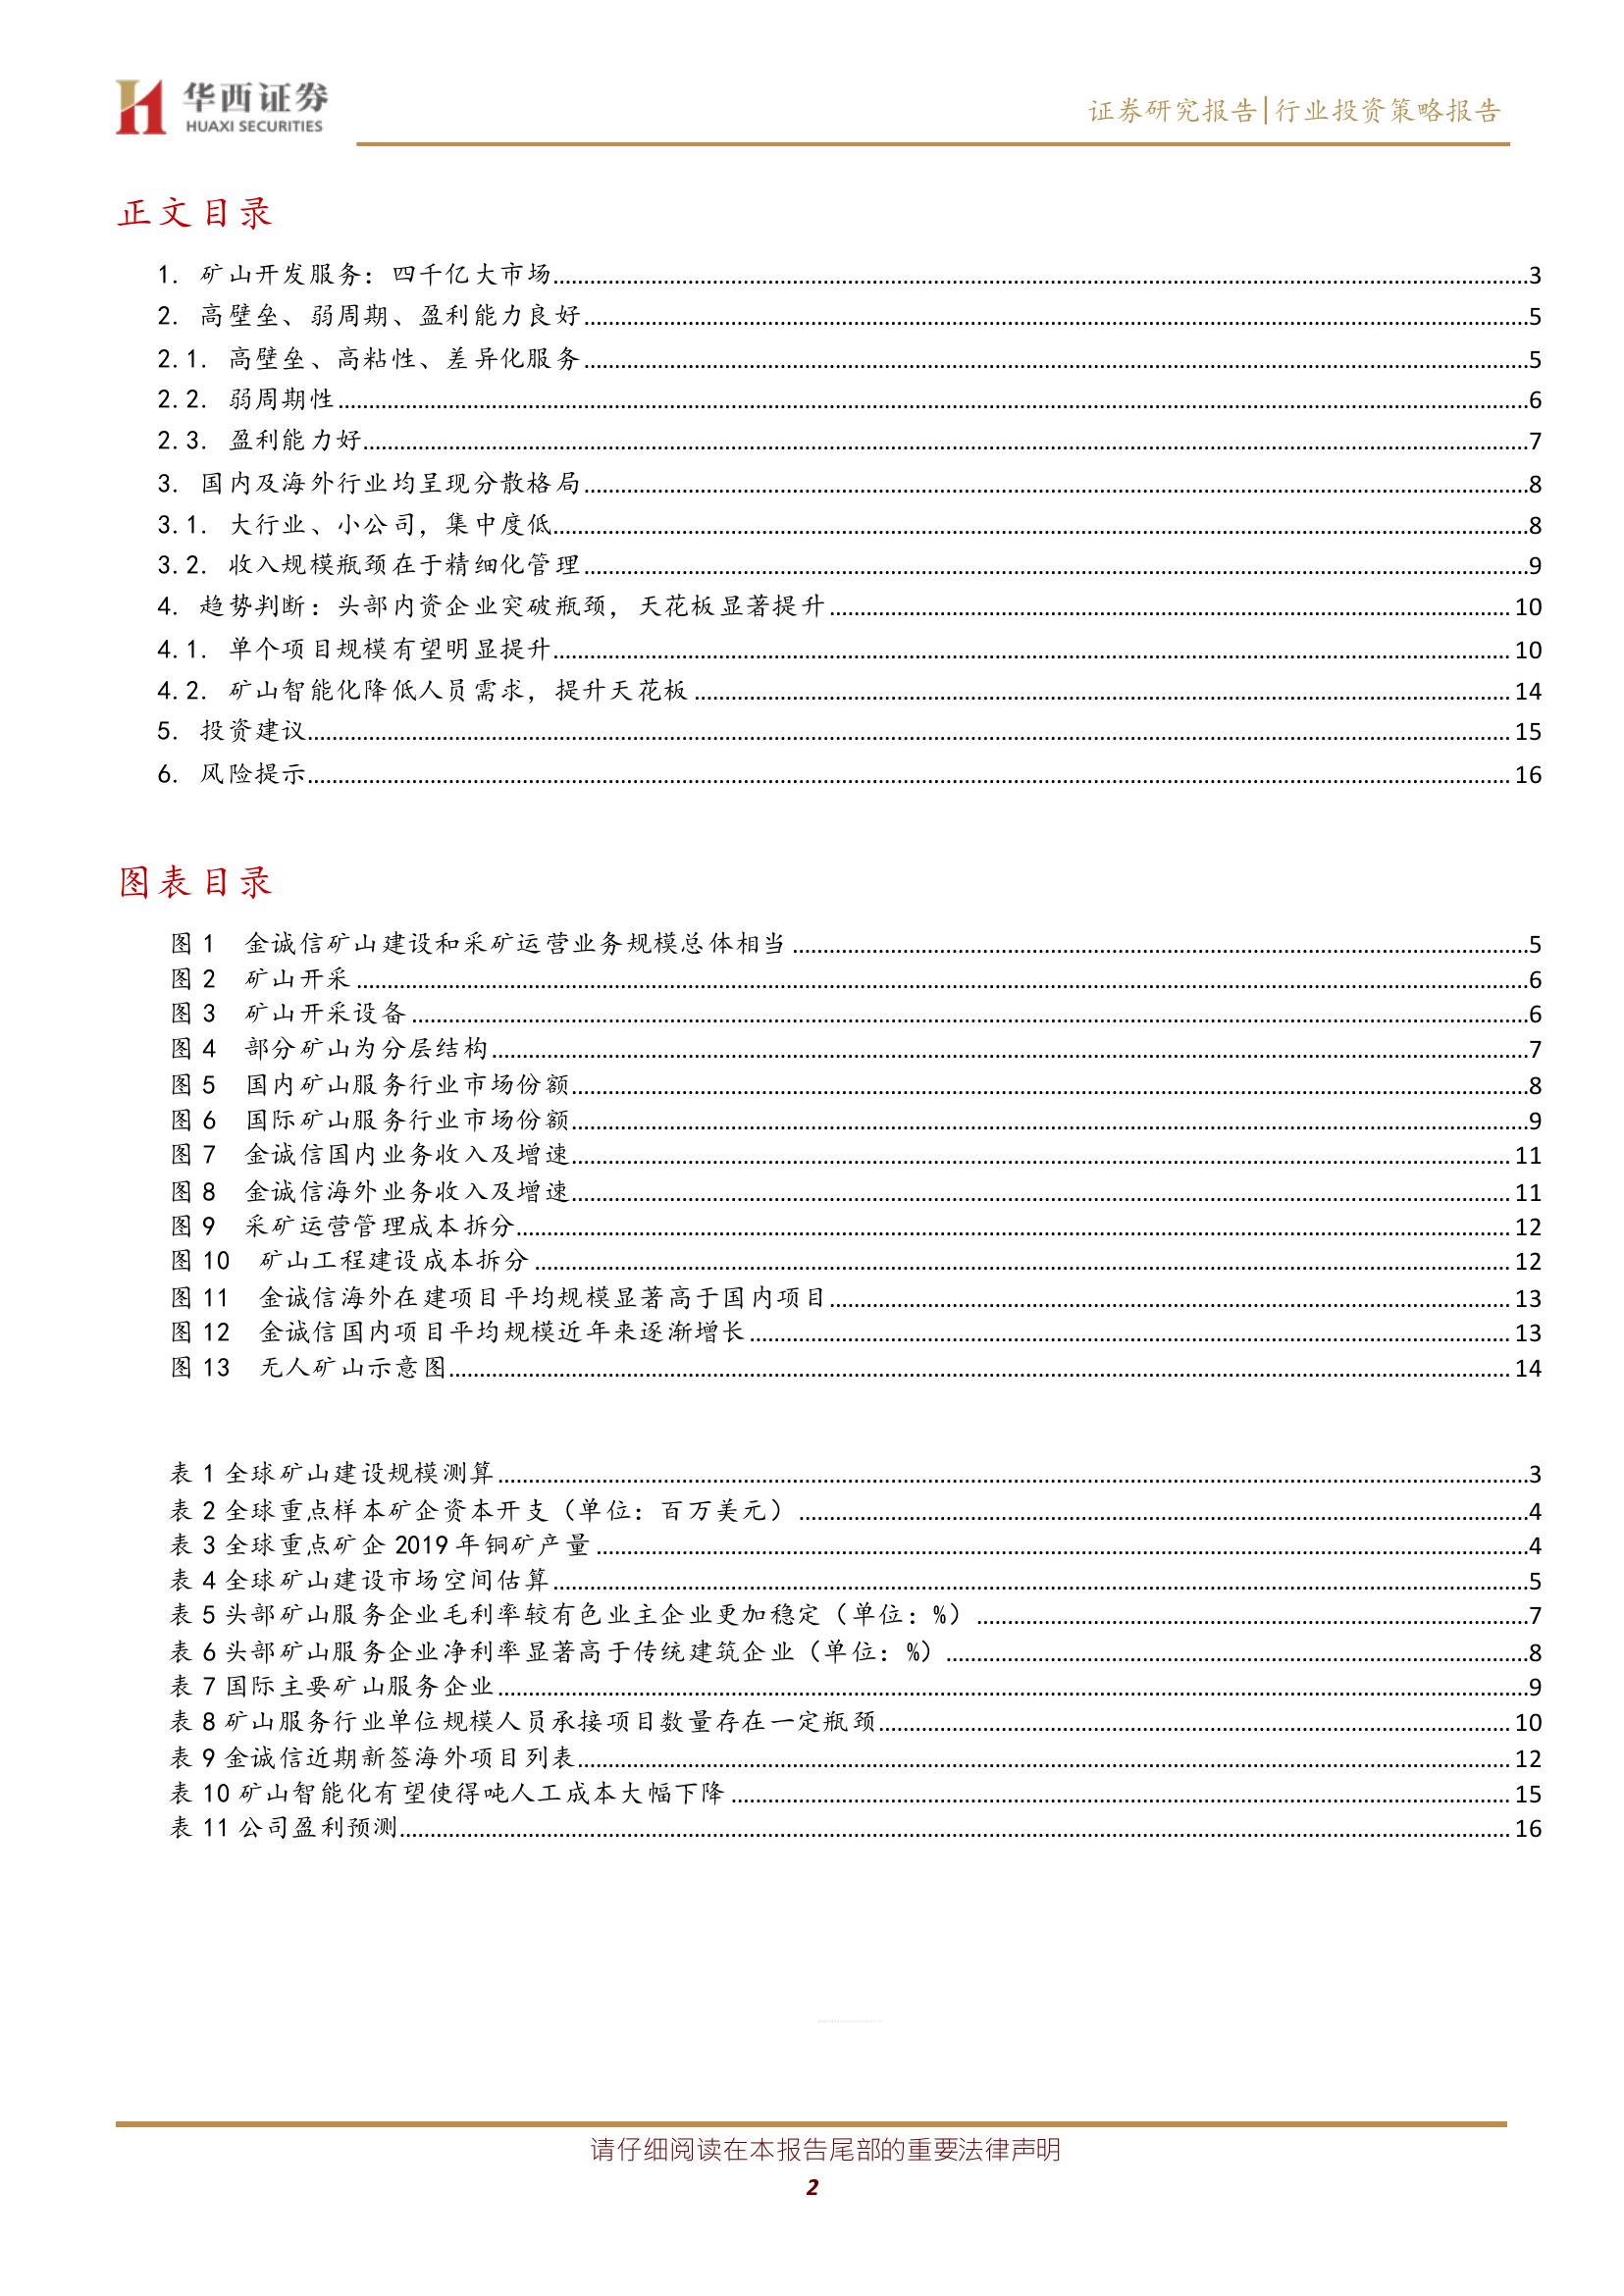 华西证券
HUAXI SECURITIES
证券研究报告|行业投资策略报告
正文目录
1. 矿山开发服务：四千亿大市场........3
2. 高壁垒、弱周期、盈利能力良好........5
2.1. 高壁垒、高粘性、差异化服务........5
2.2. 弱周期性........6
2.3. 盈利能力好........7
3. 国内及海外行业均呈现分散格局........8
3.1. 大行业、小公司，集中度低........8
3.2. 收入规模瓶颈在于精细化管理........9
4. 趋势判断：头部内资企业突破瓶颈，天花板显著提升........10
4.1. 单个项目规模有望明显提升........10
4.2. 矿山智能化降低人员需求，提升天花板........14
5. 投资建议........15
6. 风险提示........16
图表目录
图 1 金诚信矿山建设和采矿运营业务规模总体相当........5
图 2 矿山开采........6
图 3 矿山开采设备........6
图 4 部分矿山为分层结构........7
图 5 国内矿山服务行业市场份额........8
图 6 国际矿山服务行业市场份额........9
图 7 金诚信国内业务收入及增速........11
图 8 金诚信海外业务收入及增速........11
图 9 采矿运营管理成本拆分........12
图 10 矿山工程建设成本拆分........12
图 11 金诚信海外在建项目平均规模显著高于国内项目........13
图 12 金诚信国内项目平均规模近年来逐渐增长........13
图 13 无人矿山示意图........14
表 1 全球矿山建设规模测算........3
表 2 全球重点样本矿企资本开支（单位：百万美元）........4
表 3 全球重点矿企 2019 年铜矿产量........4
表 4 全球矿山建设市场空间估算........5
表 5 头部矿山服务企业毛利率较有色业主企业更加稳定（单位：%）........7
表 6 头部矿山服务企业净利率显著高于传统建筑企业（单位：%）........8
表 7 国际主要矿山服务企业........9
表 8 矿山服务行业单位规模人员承接项目数量存在一定瓶颈........10
表 9 金诚信近期新签海外项目列表........12
表 10 矿山智能化有望使得吨人工成本大幅下降........15
表 11 公司盈利预测........16
请仔细阅读在本报告尾部的重要法律声明
2